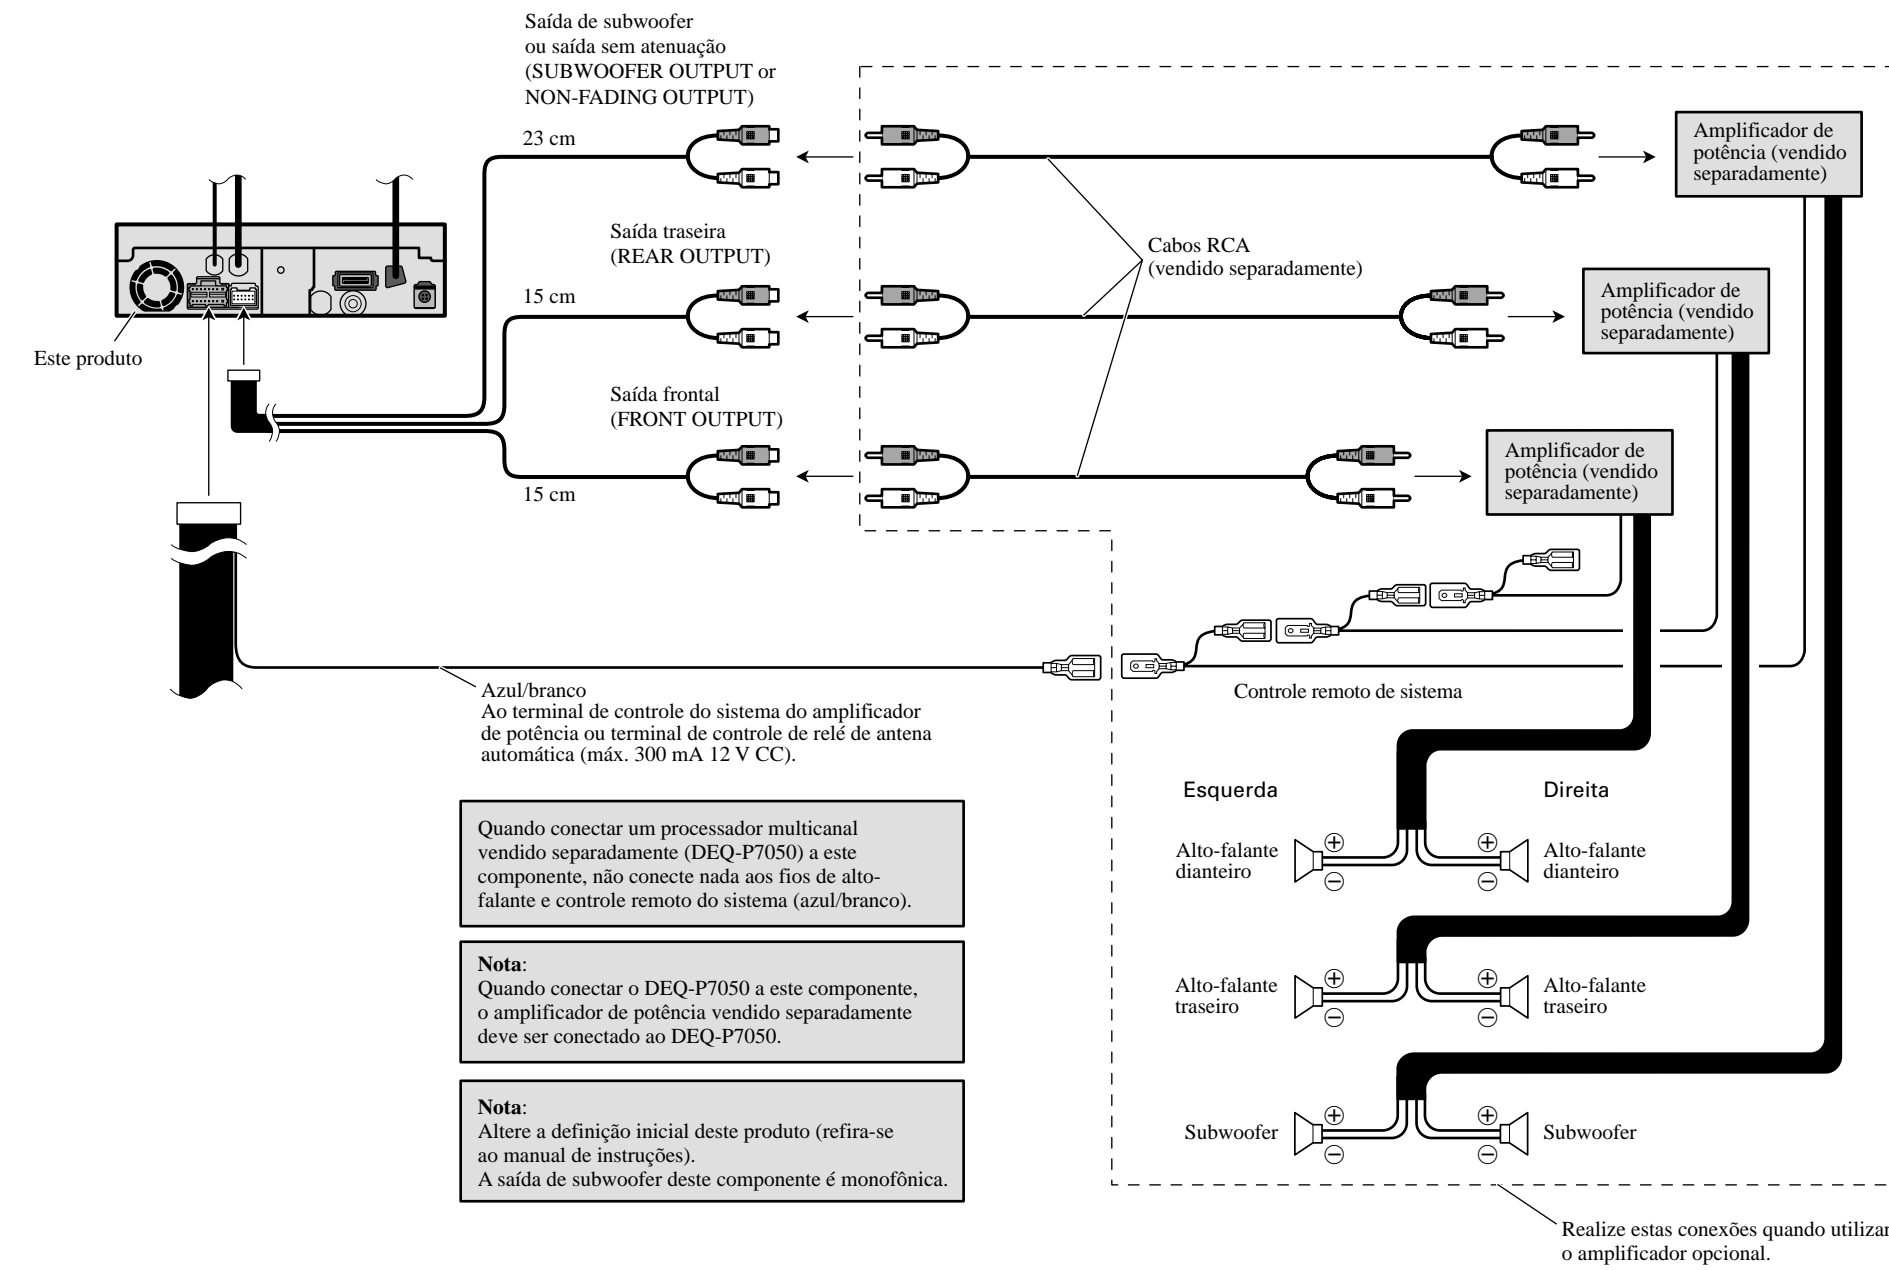 Saída de subwoofer
ou saída sem atenuação
(SUBWOOFER OUTPUT or
NON-FADING OUTPUT)
23 cm
Amplificador de
potência (vendido
separadamente)
Saída traseira
(REAR OUTPUT)
15 cm
Cabos RCA
(vendido separadamente)
Amplificador de
potência (vendido
separadamente)
Este produto
Saída frontal
(FRONT OUTPUT)
15 cm
Amplificador de
potência (vendido
separadamente)
Azul/branco
Ao terminal de controle do sistema do amplificador
de potência ou terminal de controle de relé de antena
automática (máx. 300 mA 12 V CC).
Controle remoto de sistema
Quando conectar um processador multicanal
vendido separadamente (DEQ-P7050) a este
componente, não conecte nada aos fios de alto-
falante e controle remoto do sistema (azul/branco).
Nota:
Quando conectar o DEQ-P7050 a este componente,
o amplificador de potência vendido separadamente
deve ser conectado ao DEQ-P7050.
Nota:
Altere a definição inicial deste produto (refira-se
ao manual de instruções).
A saída de subwoofer deste componente é monofônica.
Esquerda
Direita
Alto-falante
dianteiro
+
−
+
−
Alto-falante
dianteiro
Alto-falante
traseiro
+
−
+
−
Alto-falante
traseiro
Subwoofer
+
−
+
−
Subwoofer
Realize estas conexões quando utilizar
o amplificador opcional.